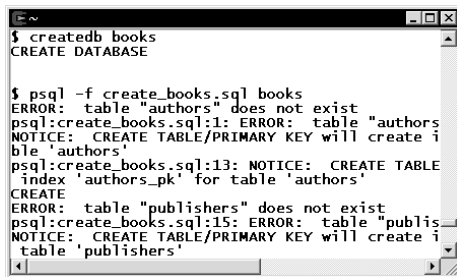 ~
$ createdb books
CREATE DATABASE
$ psql -f create_books.sql books
ERROR:  table "authors" does not exist
psql:create_books.sql:1: ERROR:  table "authors
NOTICE:  CREATE TABLE/PRIMARY KEY will create i
ble 'authors'
psql:create_books.sql:13: NOTICE:  CREATE TABLE
 index 'authors_pk' for table 'authors'
CREATE
ERROR:  table "publishers" does not exist
psql:create_books.sql:15: ERROR:  table "publis
NOTICE:  CREATE TABLE/PRIMARY KEY will create i
 table 'publishers'